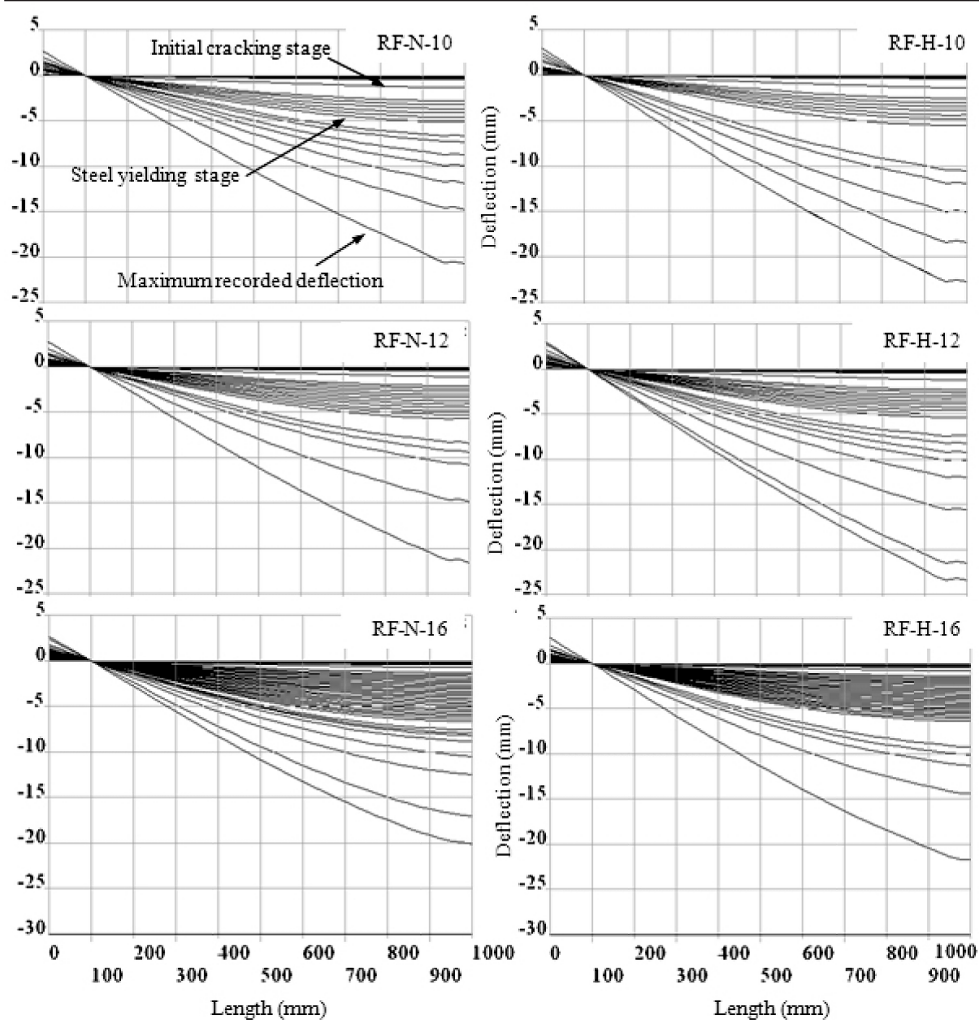 RF-N-10
5
0
-5
-10
-15
-20
-25
Initial cracking stage
Steel yielding stage
Maximum recorded deflection
RF-H-10
5
0
-5
-10
-15
-20
-25
Deflection (mm)
RF-N-12
5
0
-5
-10
-15
-20
-25
RF-H-12
5
0
-5
-10
-15
-20
-25
Deflection (mm)
RF-N-16
5
0
-5
-10
-15
-20
-25
-30
0 200 400 600 800 1000
100 300 500 700 900
Length (mm)
RF-H-16
5
0
-5
-10
-15
-20
-25
-30
Deflection (mm)
0 200 400 600 800 1000
100 300 500 700 900
Length (mm)